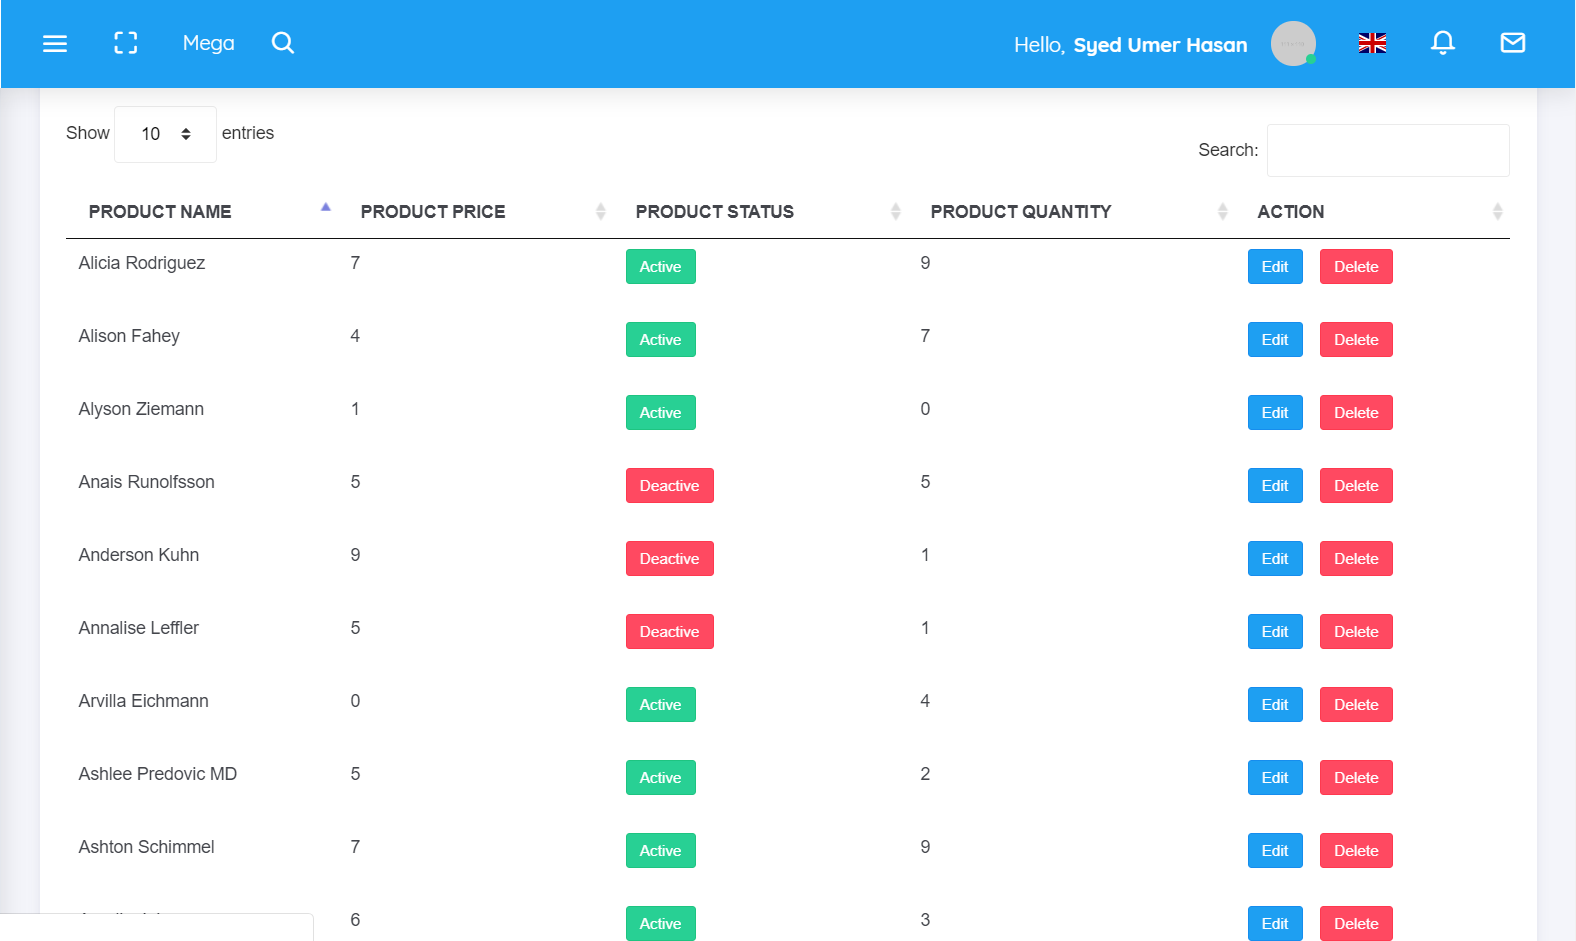 Mega Hello, Syed Umer Hasan
Show 10 entries
Search:
PRODUCT NAME PRODUCT PRICE PRODUCT STATUS PRODUCT QUANTITY ACTION
Alicia Rodriguez 7 Active 9 Edit Delete
Alison Fahey 4 Active 7 Edit Delete
Alyson Ziemann 1 Active 0 Edit Delete
Anais Runolfsson 5 Deactive 5 Edit Delete
Anderson Kuhn 9 Deactive 1 Edit Delete
Annalise Leffler 5 Deactive 1 Edit Delete
Arvilla Eichmann 0 Active 4 Edit Delete
Ashlee Predovic MD 5 Active 2 Edit Delete
Ashton Schimmel 7 Active 9 Edit Delete
6 Active 3 Edit Delete